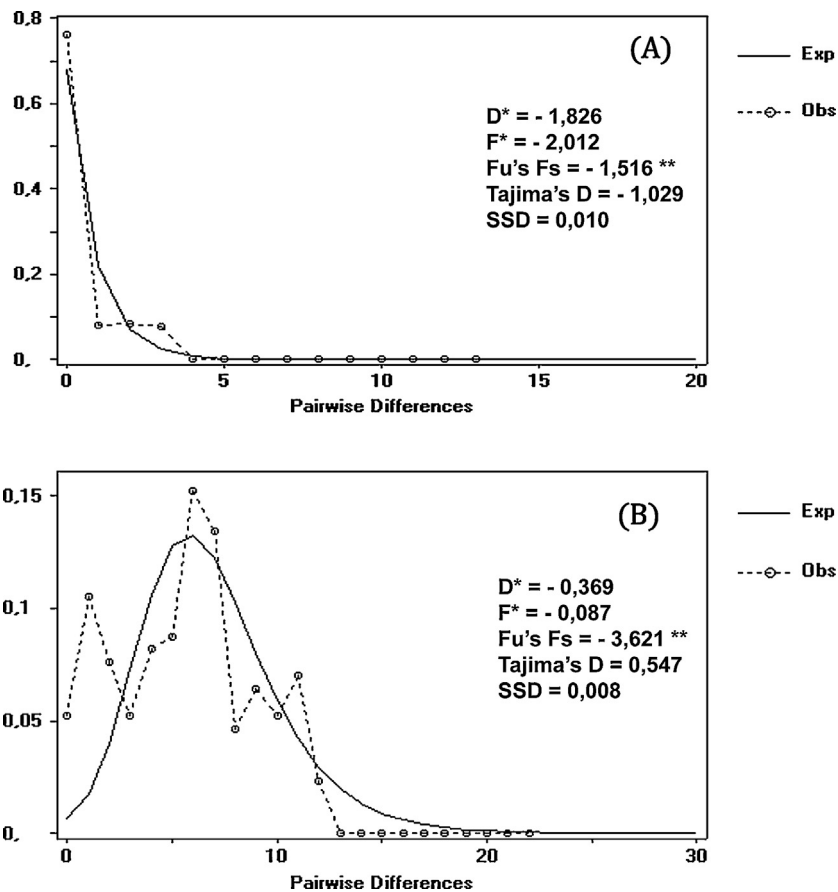 0,8
0,6
0,4
0,2
0,
0
5
10
15
20
Pairwise Differences
(A)
D* = - 1,826
F* = - 2,012
Fu's Fs = - 1,516 **
Tajima's D = - 1,029
SSD = 0,010
Exp
Obs
0,15
0,1
0,05
0,
0
10
20
30
Pairwise Differences
(B)
D* = - 0,369
F* = - 0,087
Fu's Fs = - 3,621 **
Tajima's D = 0,547
SSD = 0,008
Exp
Obs